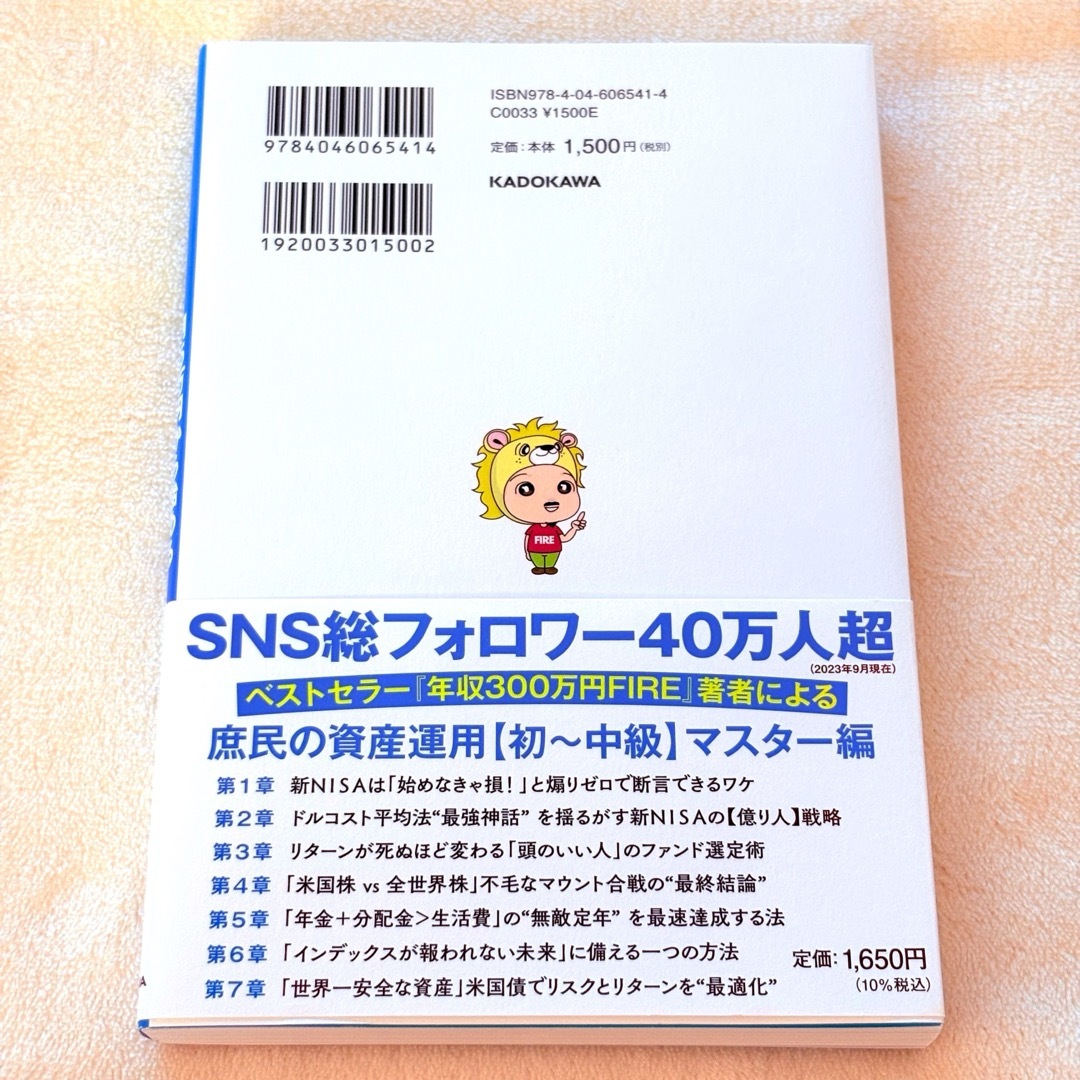 9784046065414
ISBN978-4-04-606541-4
C0033 ¥1500E
定価：本体 1,500円（税別）
KADOKAWA
1920033015002
FIRE
SNS総フォロワー40万人超
（2023年9月現在）
ベストセラー『年収300万円FIRE』著者による
庶民の資産運用【初～中級】マスター編
第1章 新NISAは「始めなきゃ損！」と煽りゼロで断言できるワケ
第2章 ドルコスト平均法“最強神話” を揺るがす新NISAの【億り人】戦略
第3章 リターンが死ぬほど変わる「頭のいい人」のファンド選定術
第4章 「米国株 vs 全世界株」不毛なマウント合戦の“最終結論”
第5章 「年金＋分配金＞生活費」の“無敵定年” を最速達成する法
第6章 「インデックスが報われない未来」に備える一つの方法
第7章 「世界一安全な資産」米国債でリスクとリターンを“最適化”
定価：1,650円
（10%税込）